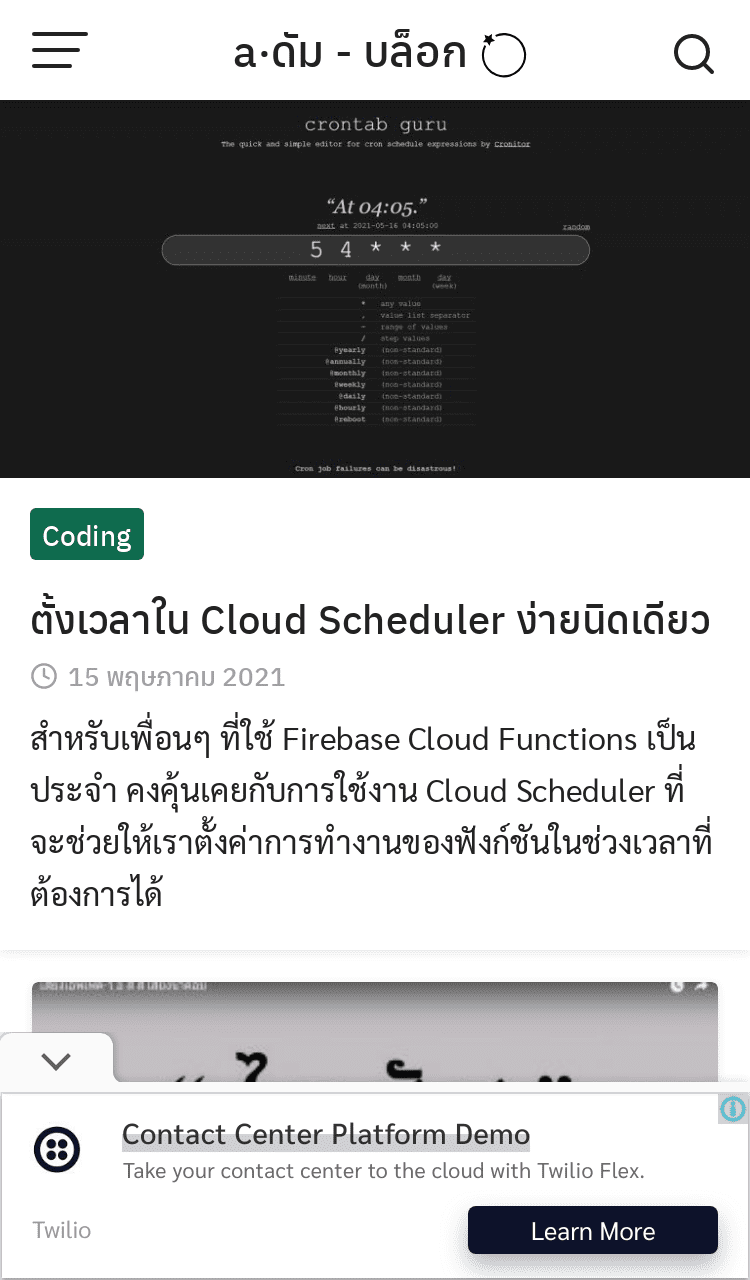 a·ดัม - บล็อก
crontab guru
The quick and simple editor for cron schedule expressions by Cronitor
“At 04:05.”
next at 2021-05-16 04:05:00
random
5 4 * * *
minute hour day (month) month day (week)
* any value
, value list separator
- range of values
/ step values
@yearly (non-standard)
@annually (non-standard)
@monthly (non-standard)
@weekly (non-standard)
@daily (non-standard)
@hourly (non-standard)
@reboot (non-standard)
Cron job failures can be disastrous!
Coding
ตั้งเวลาใน Cloud Scheduler ง่ายนิดเดียว
15 พฤษภาคม 2021
สำหรับเพื่อนๆ ที่ใช้ Firebase Cloud Functions เป็น
ประจำ คงคุ้นเคยกับการใช้งาน Cloud Scheduler ที่
จะช่วยให้เราตั้งค่าการทำงานของฟังก์ชันในช่วงเวลาที่
ต้องการได้
Contact Center Platform Demo
Take your contact center to the cloud with Twilio Flex.
Twilio
Learn More